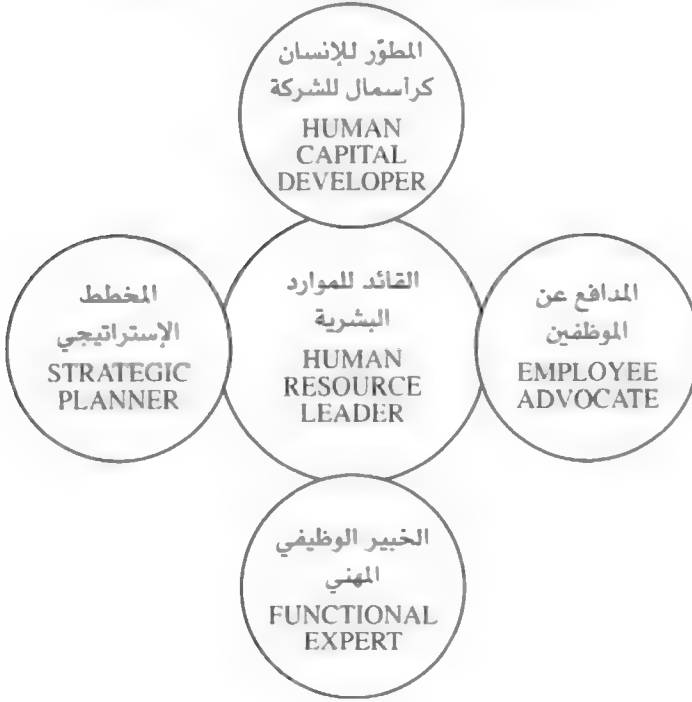 المطوّر للإنسان
كرأسمال للشركة
HUMAN
CAPITAL
DEVELOPER
المخطط
الإستراتيجي
STRATEGIC
PLANNER
القائد للموارد
البشرية
HUMAN
RESOURCE
LEADER
المدافع عن
الموظفين
EMPLOYEE
ADVOCATE
الخبير الوظيفي
المهني
FUNCTIONAL
EXPERT